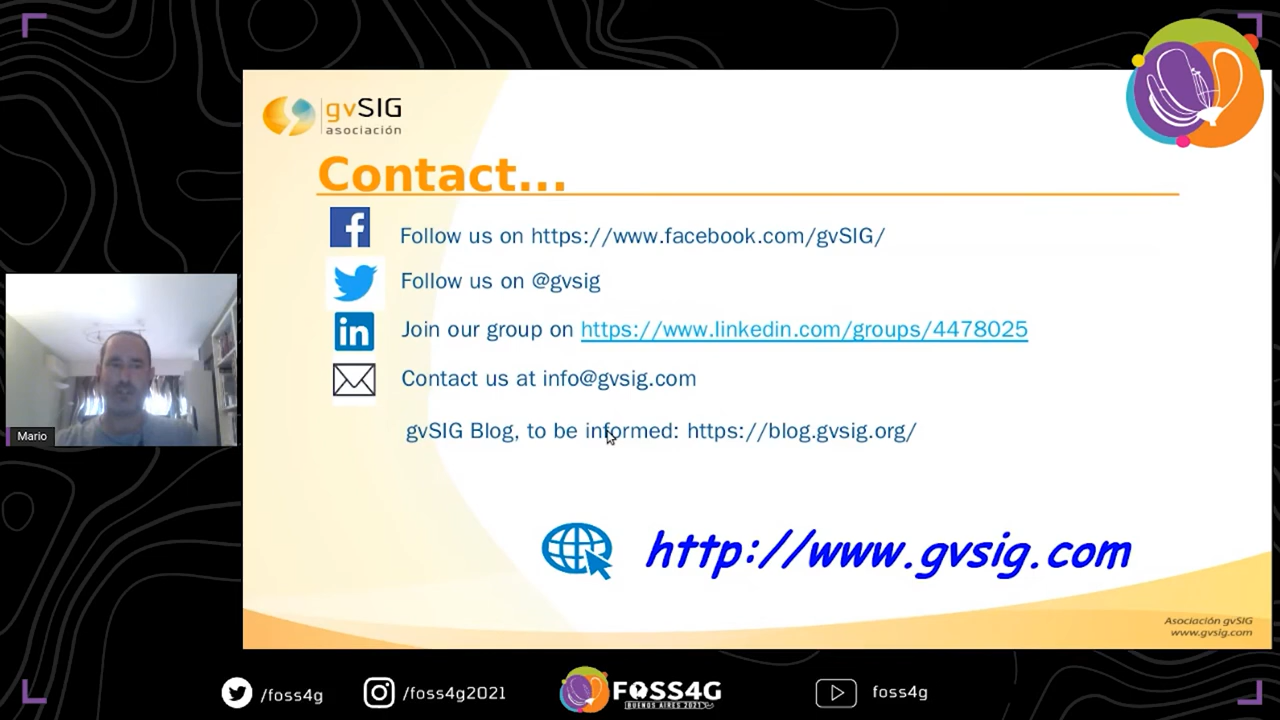 gvSIG
asociación
Contact...
Follow us on https://www.facebook.com/gvSIG/
Follow us on @gvsig
Join our group on https://www.linkedin.com/groups/4478025
Contact us at info@gvsig.com
gvSIG Blog, to be informed: https://blog.gvsig.org/
http://www.gvsig.com
Asociación gvSIG
www.gvsig.com
Mario
/foss4g
/foss4g2021
FOSS4G
BUENOS AIRES 2021
foss4g